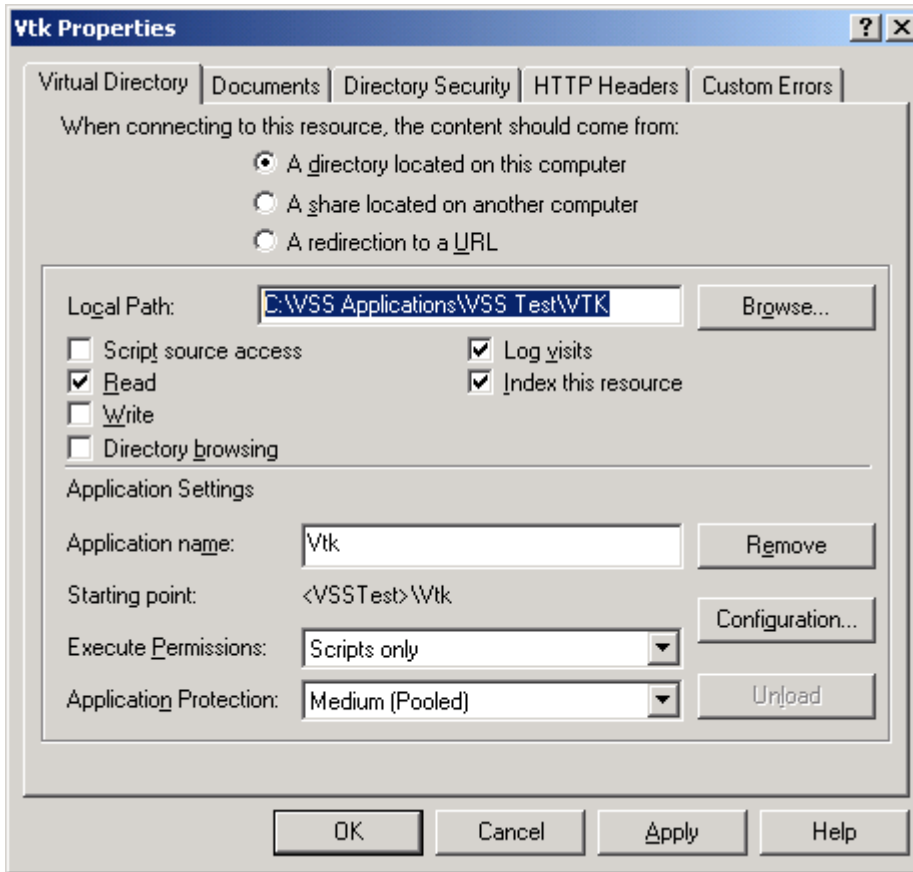 Vtk Properties
Virtual Directory Documents Directory Security HTTP Headers Custom Errors
When connecting to this resource, the content should come from:
A directory located on this computer
A share located on another computer
A redirection to a URL
Local Path: C:\VSS Applications\VSS Test\VTK Browse...
Script source access Log visits
Read Index this resource
Write
Directory browsing
Application Settings
Application name: Vtk Remove
Starting point: <VSSTest>\Vtk
Configuration...
Execute Permissions: Scripts only
Application Protection: Medium (Pooled) Unload
OK Cancel Apply Help